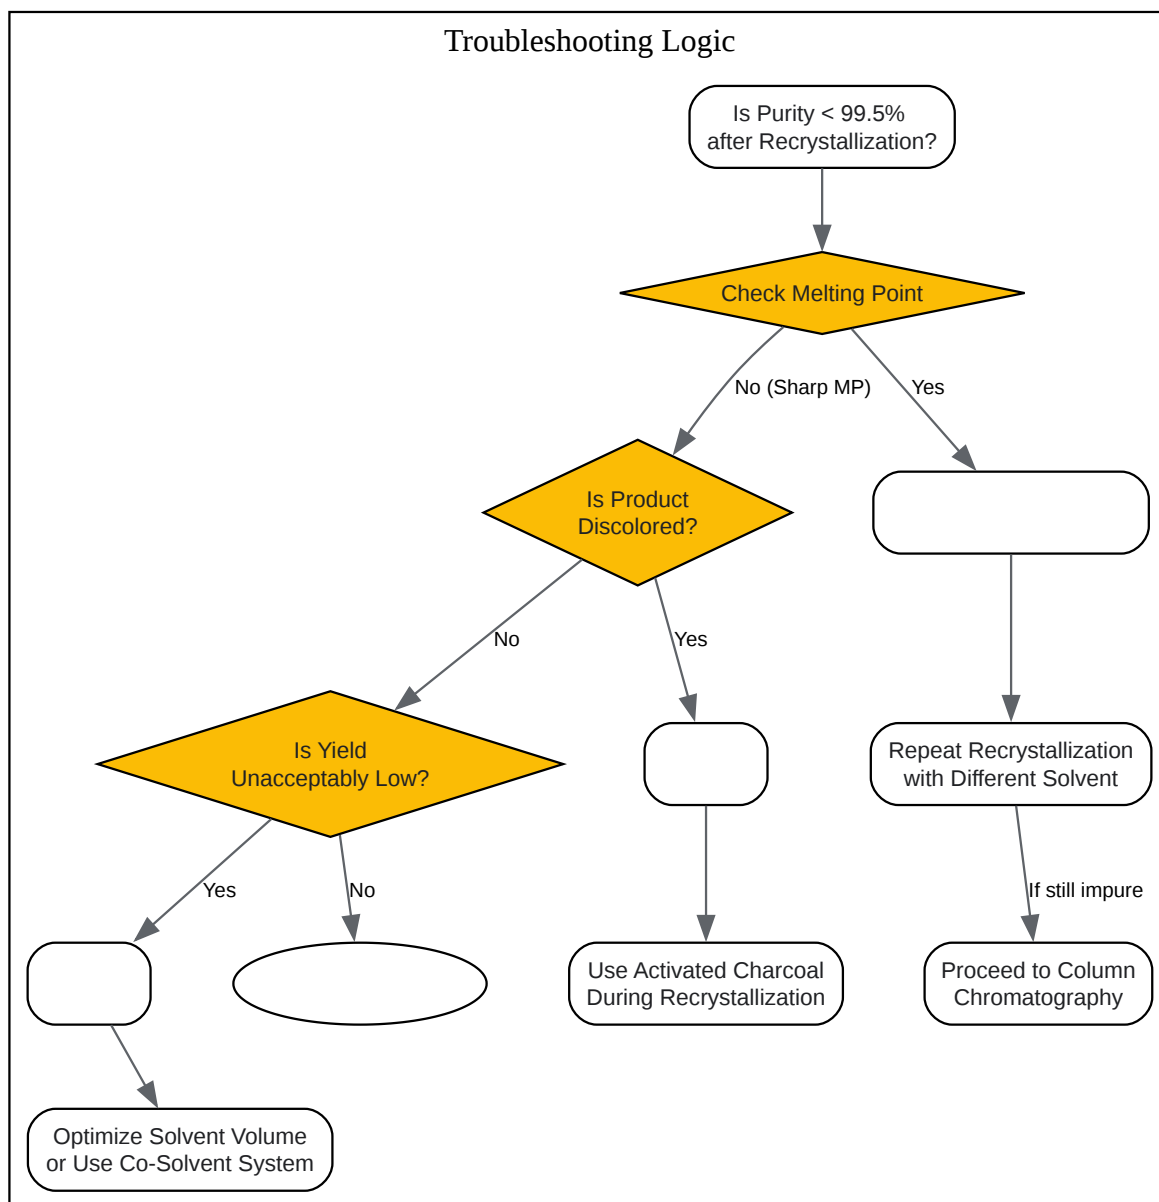 Troubleshooting Logic
Is Purity < 99.5%
after Recrystallization?
Check Melting Point
No (Sharp MP)
Yes
Is Product
Discolored?
No
Yes
Is Yield
Unacceptably Low?
Repeat Recrystallization
with Different Solvent
Yes
No
If still impure
Use Activated Charcoal
During Recrystallization
Proceed to Column
Chromatography
Optimize Solvent Volume
or Use Co-Solvent System